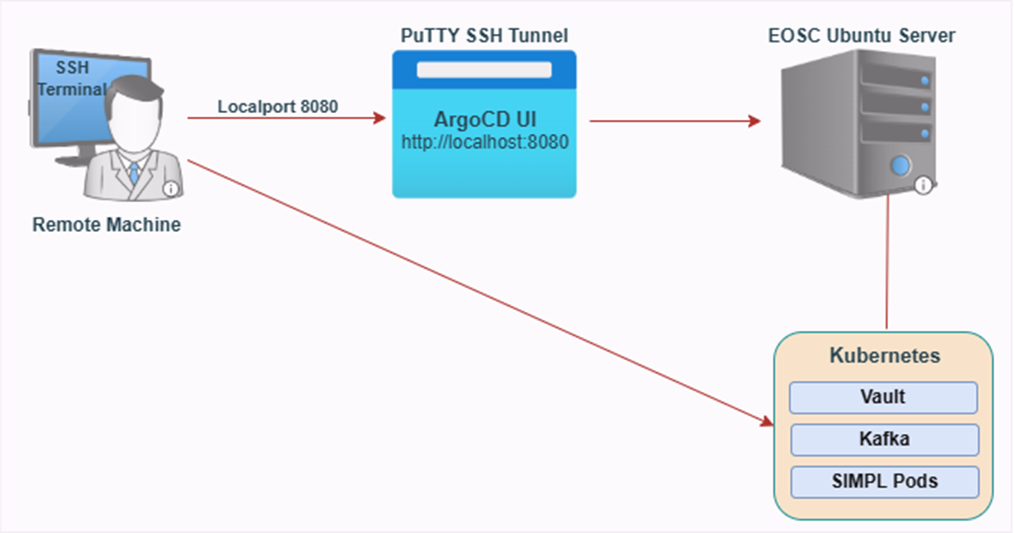 PuTTY SSH Tunnel
EOSC Ubuntu Server
SSH
Terminal
Localport 8080
ArgoCD UI
http://localhost:8080
Remote Machine
Kubernetes
Vault
Kafka
SIMPL Pods